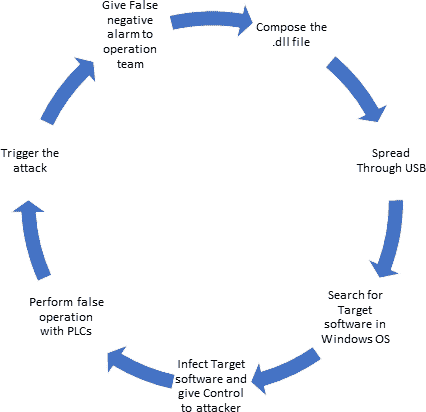 Give False
negative
alarm to
operation
team
Compose the
.dll file
Spread
Through USB
Search for
Target
software in
Windows OS
Infect Target
software and
give Control
to attacker
Perform false
operation
with PLCs
Trigger the
attack